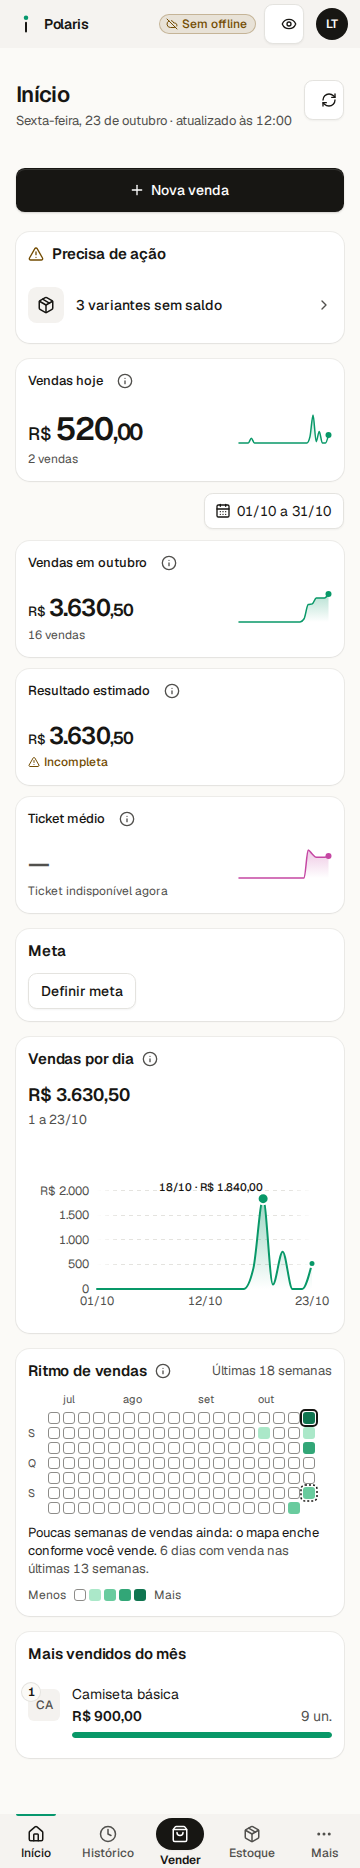 Polaris
Sem offline
LT
Início
Sexta-feira, 23 de outubro · atualizado às 12:00
+ Nova venda
Precisa de ação
3 variantes sem saldo
Vendas hoje
R$ 520,00
2 vendas
01/10 a 31/10
Vendas em outubro
R$ 3.630,50
16 vendas
Resultado estimado
R$ 3.630,50
Incompleta
Ticket médio
—
Ticket indisponível agora
Meta
Definir meta
Vendas por dia
R$ 3.630,50
1 a 23/10
18/10 · R$ 1.840,00
R$ 2.000
1.500
1.000
500
0
01/10 12/10 23/10
Ritmo de vendas Últimas 18 semanas
jul ago set out
S
Q
S
Poucas semanas de vendas ainda: o mapa enche
conforme você vende. 6 dias com venda nas
últimas 13 semanas.
Menos Mais
Mais vendidos do mês
1
CA
Camiseta básica
R$ 900,00 9 un.
Início Histórico Vender Estoque Mais